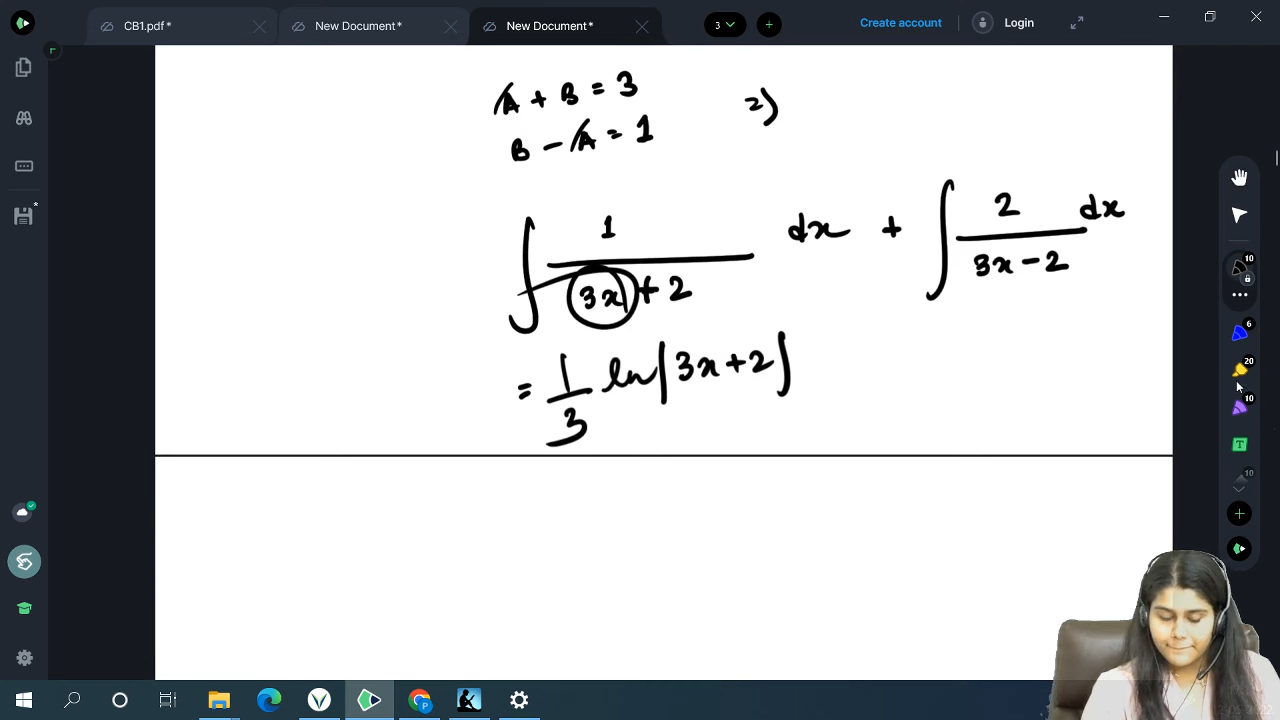 CB1.pdf* New Document* New Document* 3 Create account Login
A + B = 3 2)
B - A = 1
∫ 1/(3x + 2) dx + ∫ 2/(3x - 2) dx
= 1/3 ln|3x+2|
10
6
20
10
T
10